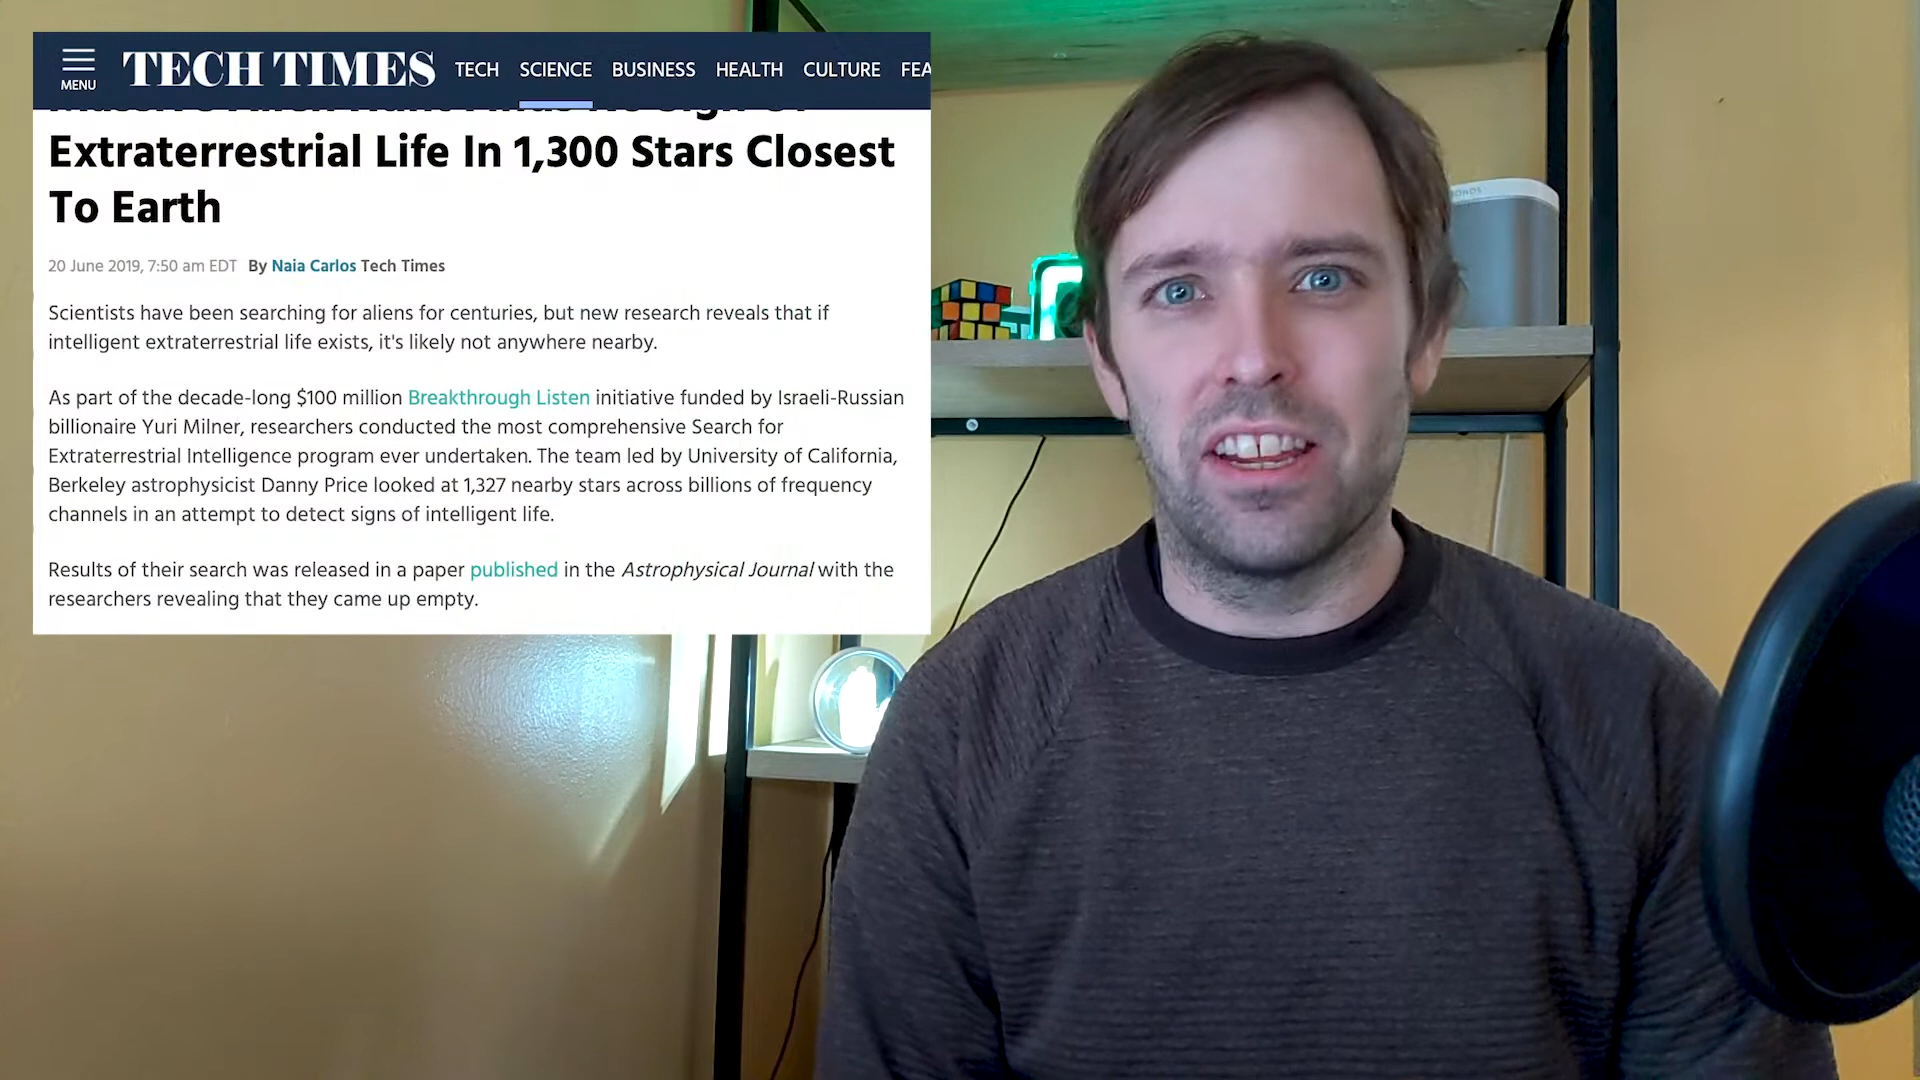 MENU
TECH TIMES
TECH SCIENCE BUSINESS HEALTH CULTURE FEA
Extraterrestrial Life In 1,300 Stars Closest
To Earth
20 June 2019, 7:50 am EDT By Naia Carlos Tech Times
Scientists have been searching for aliens for centuries, but new research reveals that if
intelligent extraterrestrial life exists, it's likely not anywhere nearby.
As part of the decade-long $100 million Breakthrough Listen initiative funded by Israeli-Russian
billionaire Yuri Milner, researchers conducted the most comprehensive Search for
Extraterrestrial Intelligence program ever undertaken. The team led by University of California,
Berkeley astrophysicist Danny Price looked at 1,327 nearby stars across billions of frequency
channels in an attempt to detect signs of intelligent life.
Results of their search was released in a paper published in the Astrophysical Journal with the
researchers revealing that they came up empty.